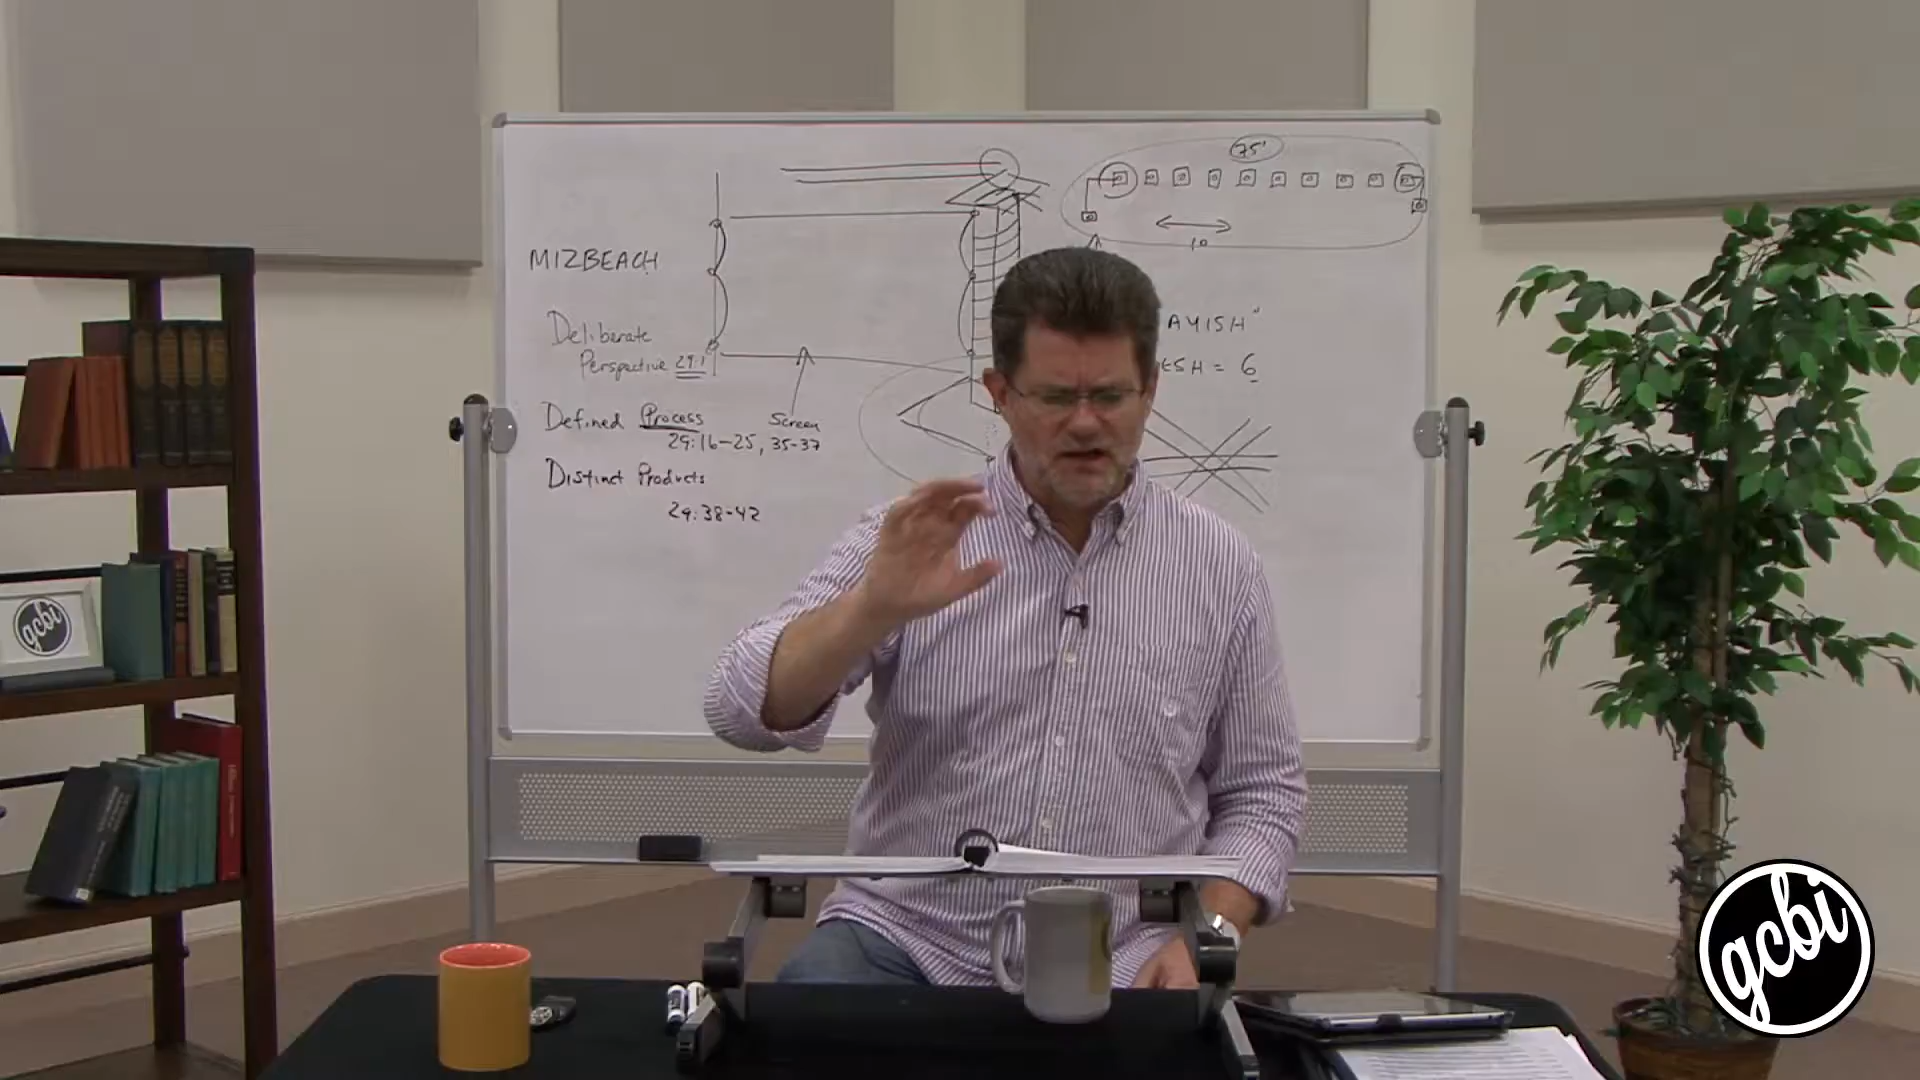 75'
10
MIZBEACH
Deliberate
Perspective 29:1
AYISH"
ESH = 6
Defined Process
Screen
29:16-25, 35-37
Distinct Products
29:38-42
gcbi
gcbi